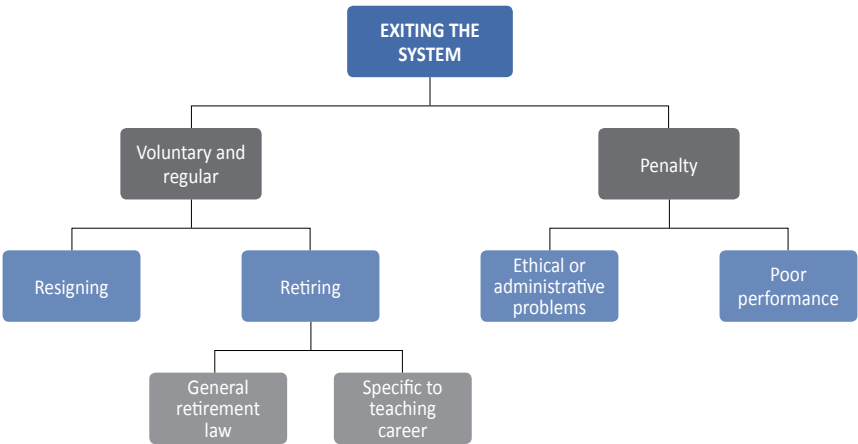 EXITING THE
SYSTEM
Voluntary and
regular
Penalty
Resigning
Retiring
Ethical or
administrative
problems
Poor
performance
General
retirement
law
Specific to
teaching
career